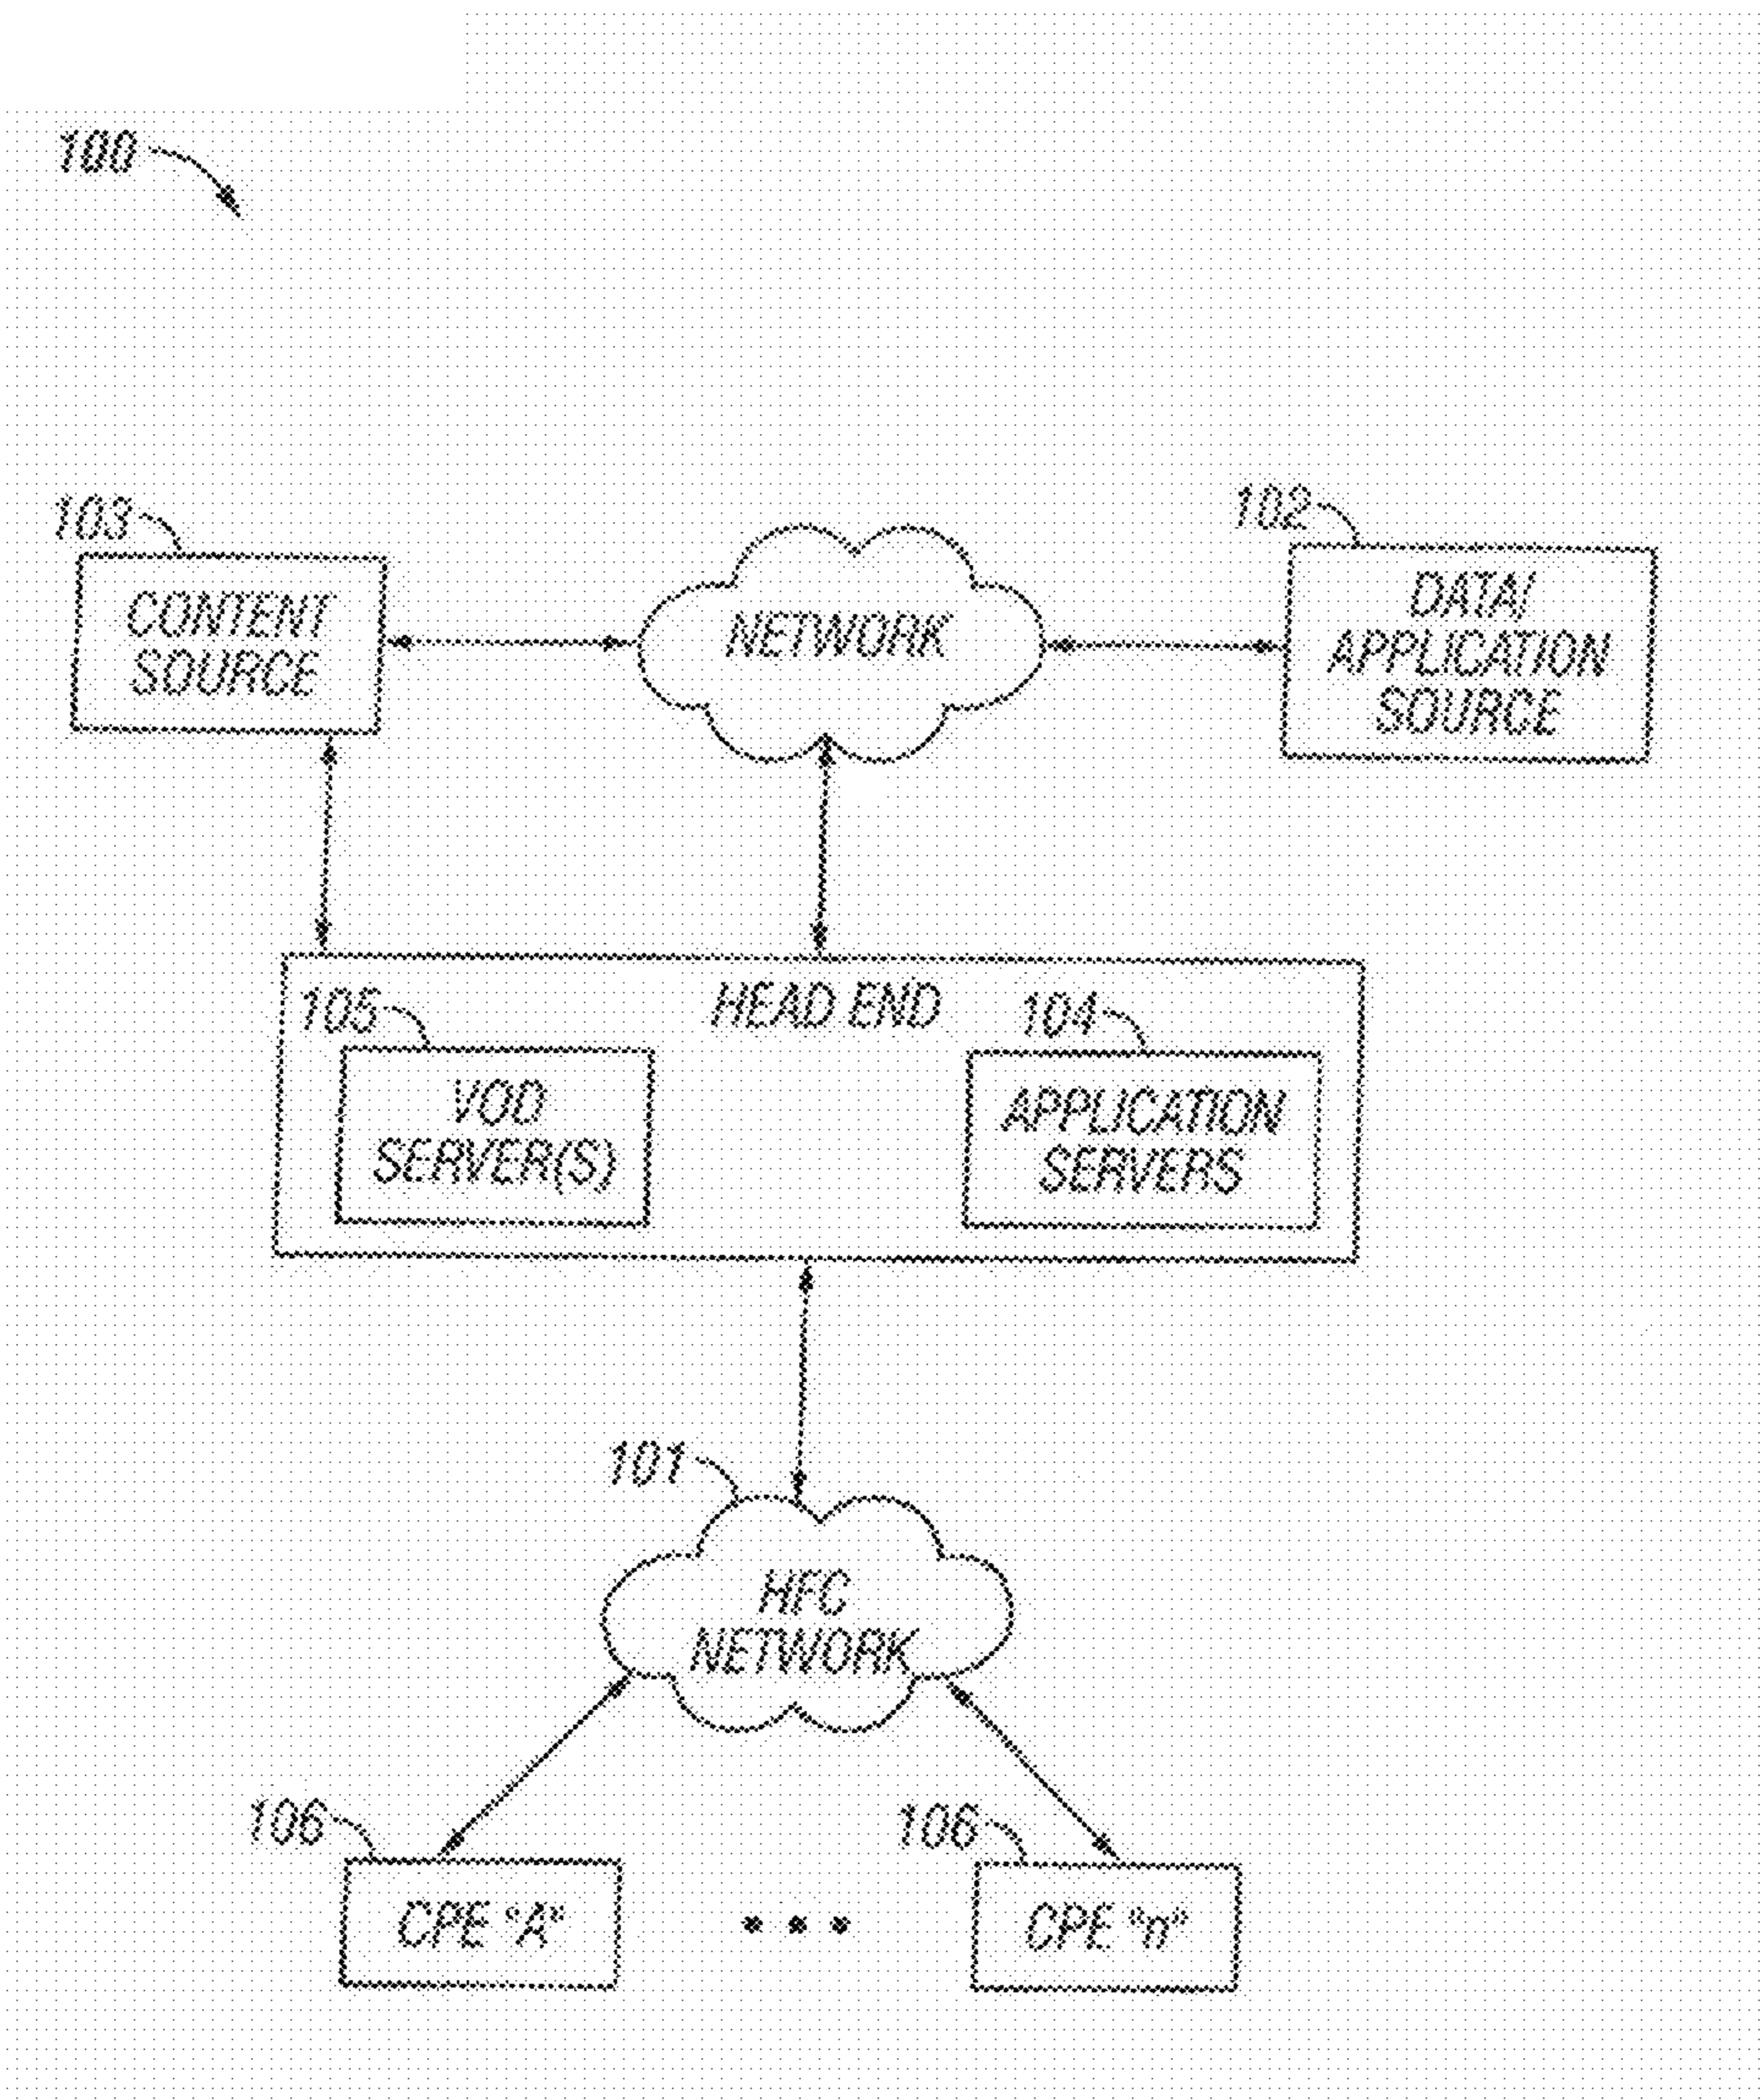 100
103
102
CONTENT
SOURCE
NETWORK
DATA/
APPLICATION
SOURCE
HEAD END
105
104
VOD
SERVER(S)
APPLICATION
SERVERS
101
HFC
NETWORK
106
106
CPE "A"
CPE "n"